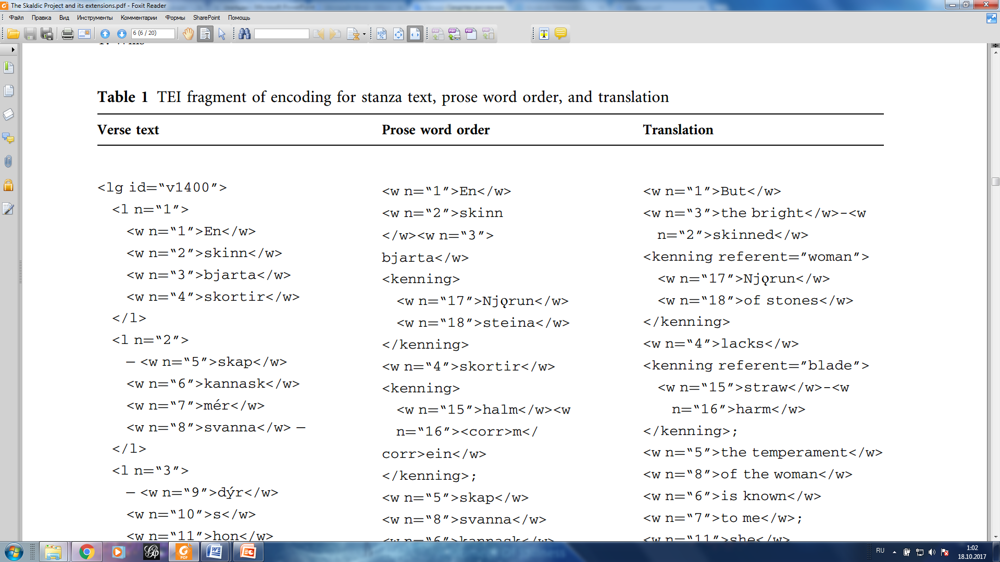 The Skaldic Project and its extensions.pdf - Foxit Reader
Файл Правка Вид Инструменты Комментарии Формы SharePoint Помощь
6 (6 / 20)
Table 1 TEI fragment of encoding for stanza text, prose word order, and translation
Verse text Prose word order Translation
<lg id=“v1400”>
<l n=“1”>
<w n=“1”>En</w>
<w n=“2”>skinn</w>
<w n=“3”>bjarta</w>
<w n=“4”>skortir</w>
</l>
<l n=“2”>
– <w n=“5”>skap</w>
<w n=“6”>kannask</w>
<w n=“7”>mér</w>
<w n=“8”>svanna</w> –
</l>
<l n=“3”>
– <w n=“9”>dýr</w>
<w n=“10”>s</w>
<w n=“11”>hon</w>
<w n=“1”>En</w>
<w n=“2”>skinn
</w><w n=“3”>
bjarta</w>
<kenning>
<w n=“17”>Njǫrun</w>
<w n=“18”>steina</w>
</kenning>
<w n=“4”>skortir</w>
<kenning>
<w n=“15”>halm</w><w
n=“16”><corr>m</
corr>ein</w>
</kenning>;
<w n=“5”>skap</w>
<w n=“8”>svanna</w>
<w n=“6”>kannask</w>
<w n=“1”>But</w>
<w n=“3”>the bright</w>-<w
n=“2”>skinned</w>
<kenning referent=”woman”>
<w n=“17”>Njǫrun</w>
<w n=“18”>of stones</w>
</kenning>
<w n=“4”>lacks</w>
<kenning referent=”blade”>
<w n=“15”>straw</w>-<w
n=“16”>harm</w>
</kenning>;
<w n=“5”>the temperament</w>
<w n=“8”>of the woman</w>
<w n=“6”>is known</w>
<w n=“7”>to me</w>;
<w n=“11”>she</w>
RU
1:02
18.10.2017